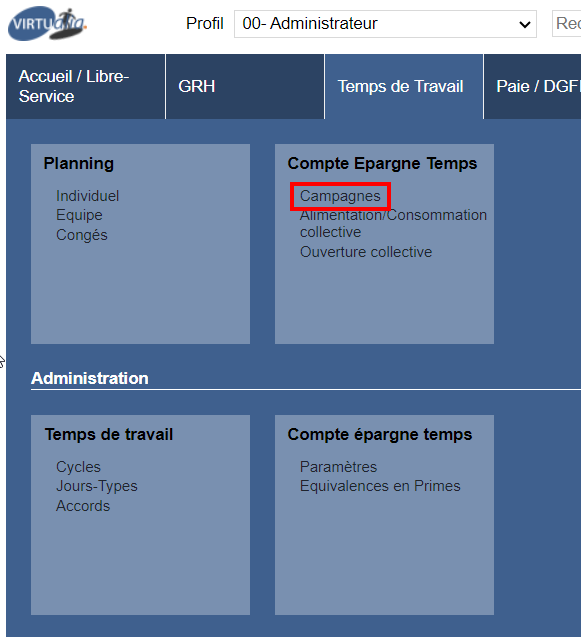 VIRTUALIA
Profil
00- Administrateur
Rec
Accueil / Libre-
Service
GRH
Temps de Travail
Paie / DGFI
Planning
Individuel
Equipe
Congés
Compte Epargne Temps
Campagnes
Alimentation/Consommation
collective
Ouverture collective
Administration
Temps de travail
Cycles
Jours-Types
Accords
Compte épargne temps
Paramètres
Equivalences en Primes